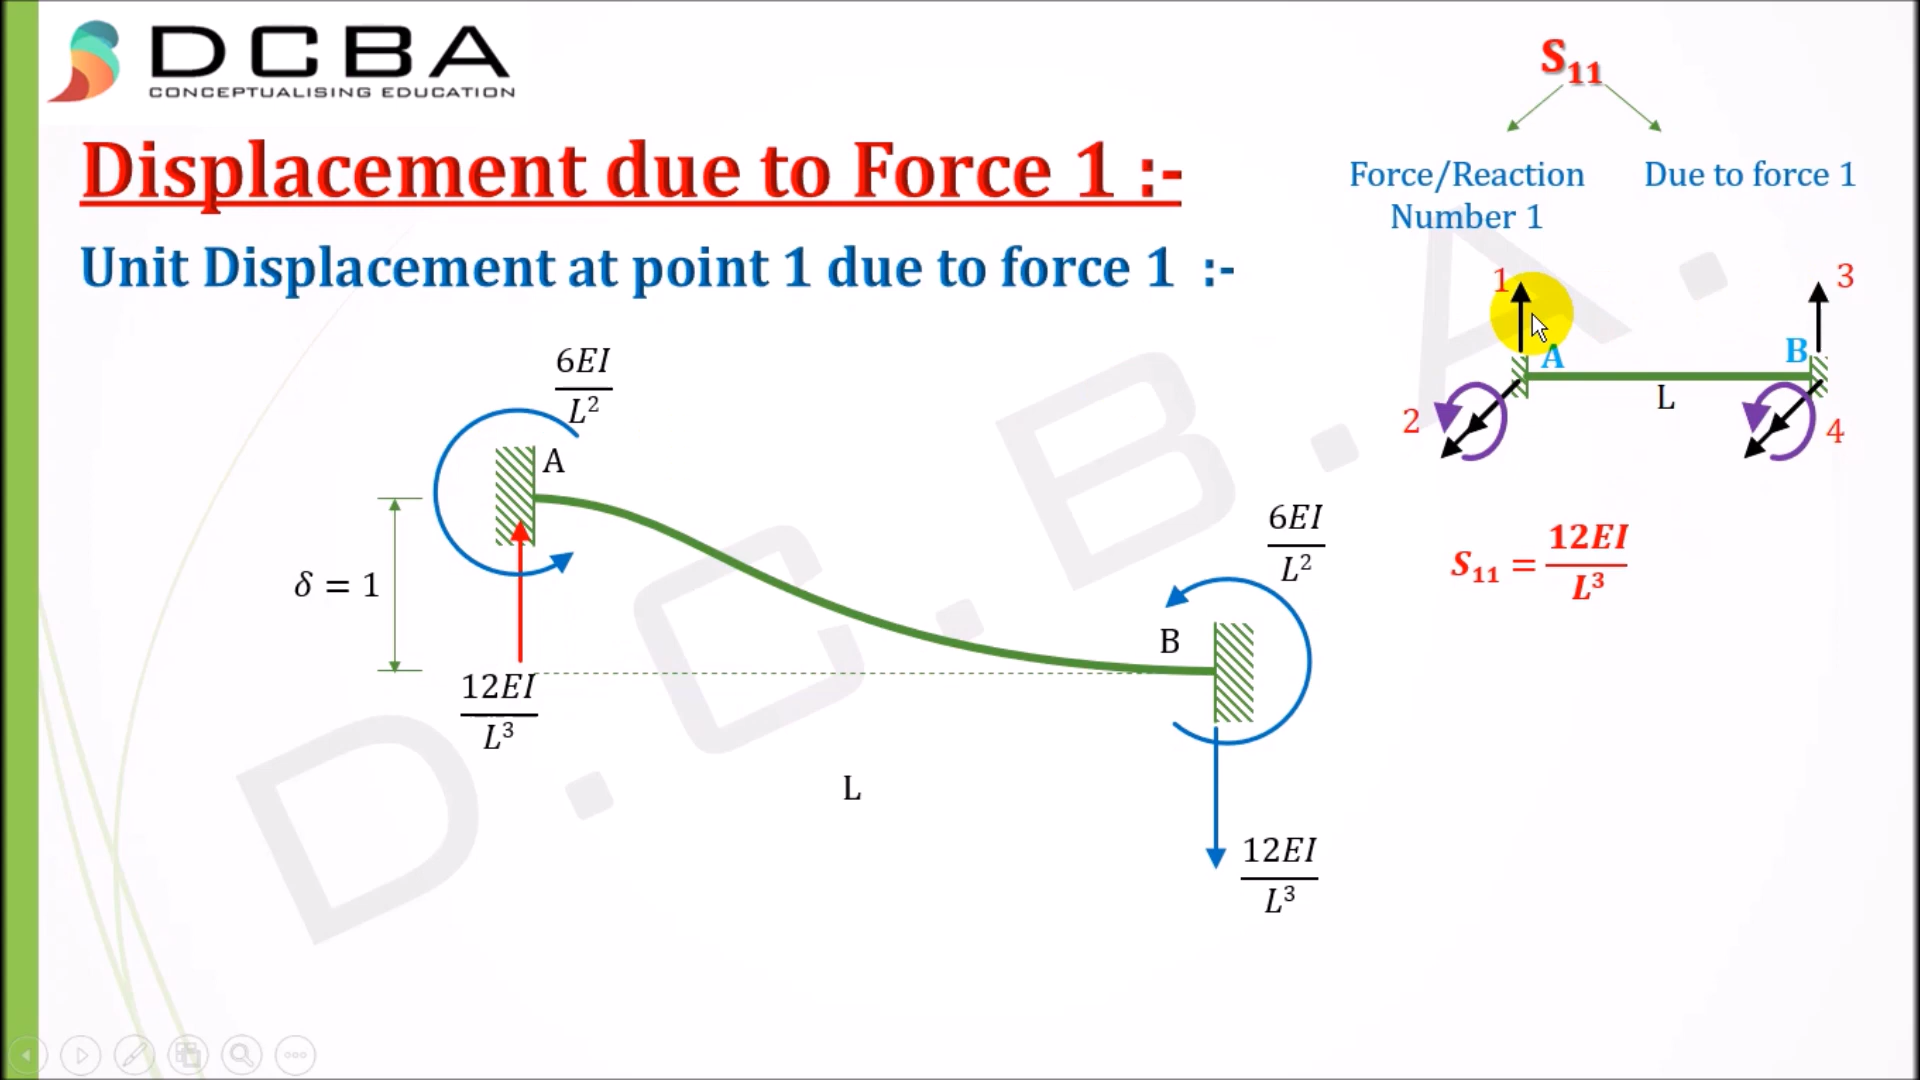 DCBA
CONCEPTUALISING EDUCATION
Displacement due to Force 1 :-
Unit Displacement at point 1 due to force 1 :-
S₁₁
Force/Reaction
Number 1
Due to force 1
1
3
A
B
L
2
4
S₁₁ = 12EI/L³
6EI/L²
A
δ = 1
12EI/L³
6EI/L²
B
L
12EI/L³
D.C.B.A.